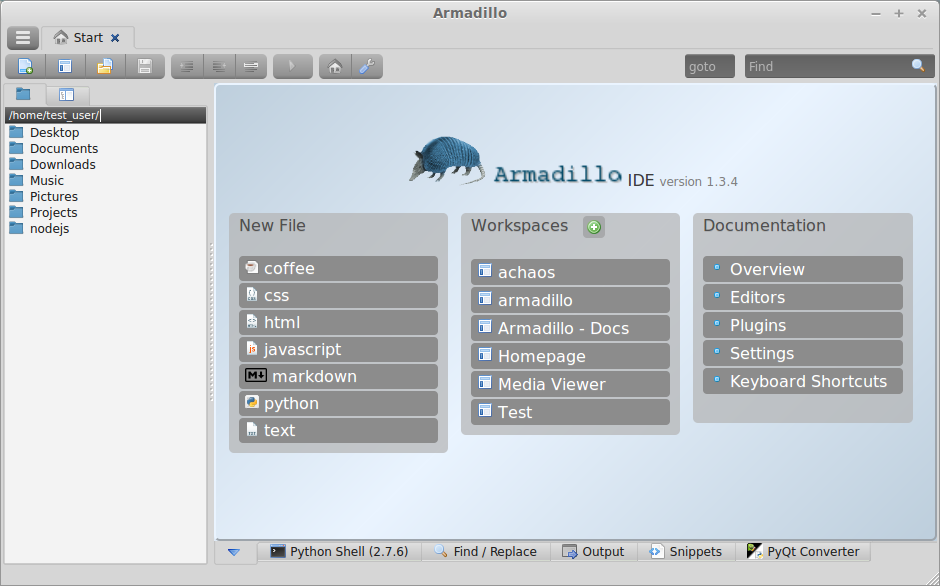 Armadillo
Start
goto
Find
/home/test_user/
Desktop
Documents
Downloads
Music
Pictures
Projects
nodejs
Armadillo IDE version 1.3.4
New File
coffee
css
html
javascript
markdown
python
text
Workspaces
achaos
armadillo
Armadillo - Docs
Homepage
Media Viewer
Test
Documentation
Overview
Editors
Plugins
Settings
Keyboard Shortcuts
Python Shell (2.7.6)
Find / Replace
Output
Snippets
PyQt Converter